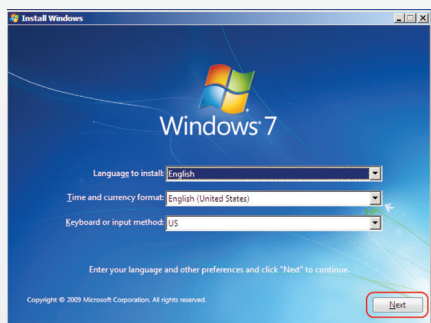 Install Windows
Windows 7
Language to install: English
Time and currency format: English (United States)
Keyboard or input method: US
Enter your language and other preferences and click "Next" to continue.
Copyright © 2009 Microsoft Corporation. All rights reserved.
Next